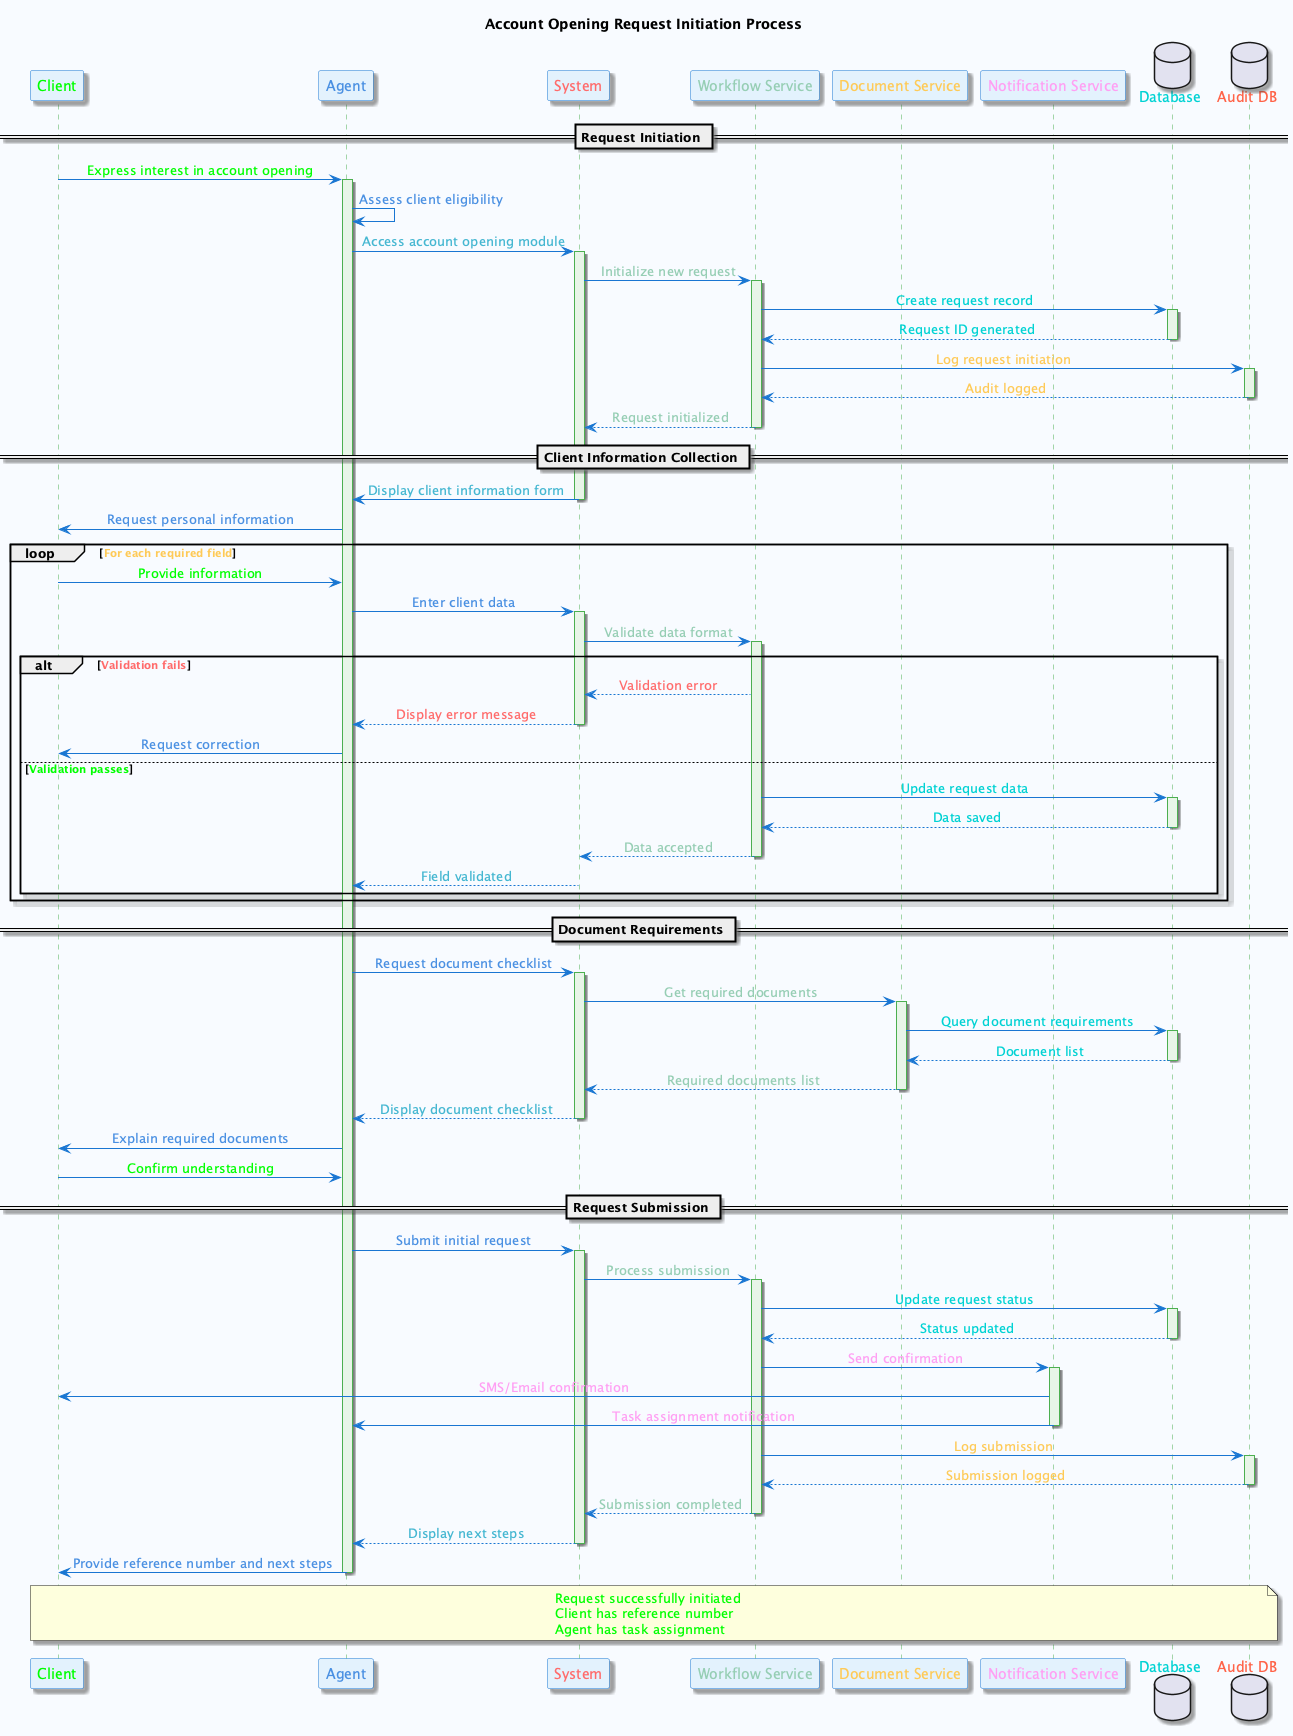 Account Opening Request Initiation Process
Client
Agent
System
Workflow Service
Document Service
Notification Service
Database
Audit DB
Request Initiation
Express interest in account opening
Assess client eligibility
Access account opening module
Initialize new request
Create request record
Request ID generated
Log request initiation
Audit logged
Request initialized
Client Information Collection
Display client information form
Request personal information
loop [For each required field]
Provide information
Enter client data
Validate data format
alt [Validation fails]
Validation error
Display error message
Request correction
[Validation passes]
Update request data
Data saved
Data accepted
Field validated
Document Requirements
Request document checklist
Get required documents
Query document requirements
Document list
Required documents list
Display document checklist
Explain required documents
Confirm understanding
Request Submission
Submit initial request
Process submission
Update request status
Status updated
Send confirmation
SMS/Email confirmation
Task assignment notification
Log submission
Submission logged
Submission completed
Display next steps
Provide reference number and next steps
Request successfully initiated
Client has reference number
Agent has task assignment
Client
Agent
System
Workflow Service
Document Service
Notification Service
Database
Audit DB